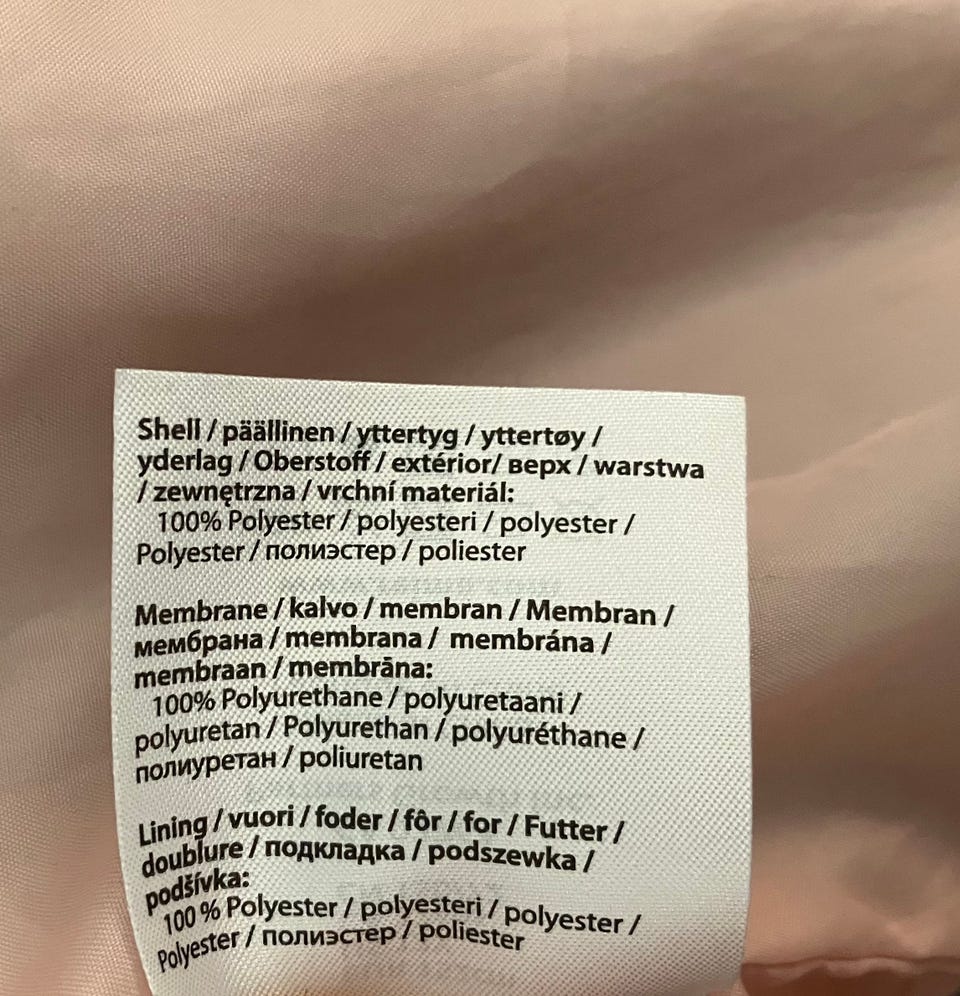 Shell / päällinen / yttertyg / yttertøy /
yderlag / Oberstoff / extérior/ верх / warstwa
/ zewnętrzna / vrchní materiál:
100% Polyester / polyesteri / polyester /
Polyester / полиэстер / poliester
Membrane / kalvo / membran / Membran /
мембрана / membrana / membrána /
membraan / membrāna:
100% Polyurethane / polyuretaani /
polyuretan / Polyurethan / polyuréthane /
полиуретан / poliuretan
Lining / vuori / foder / fôr / for / Futter /
doublure / подкладка / podszewka /
podšívka:
100 % Polyester / polyesteri / polyester /
Polyester / полиэстер / poliester